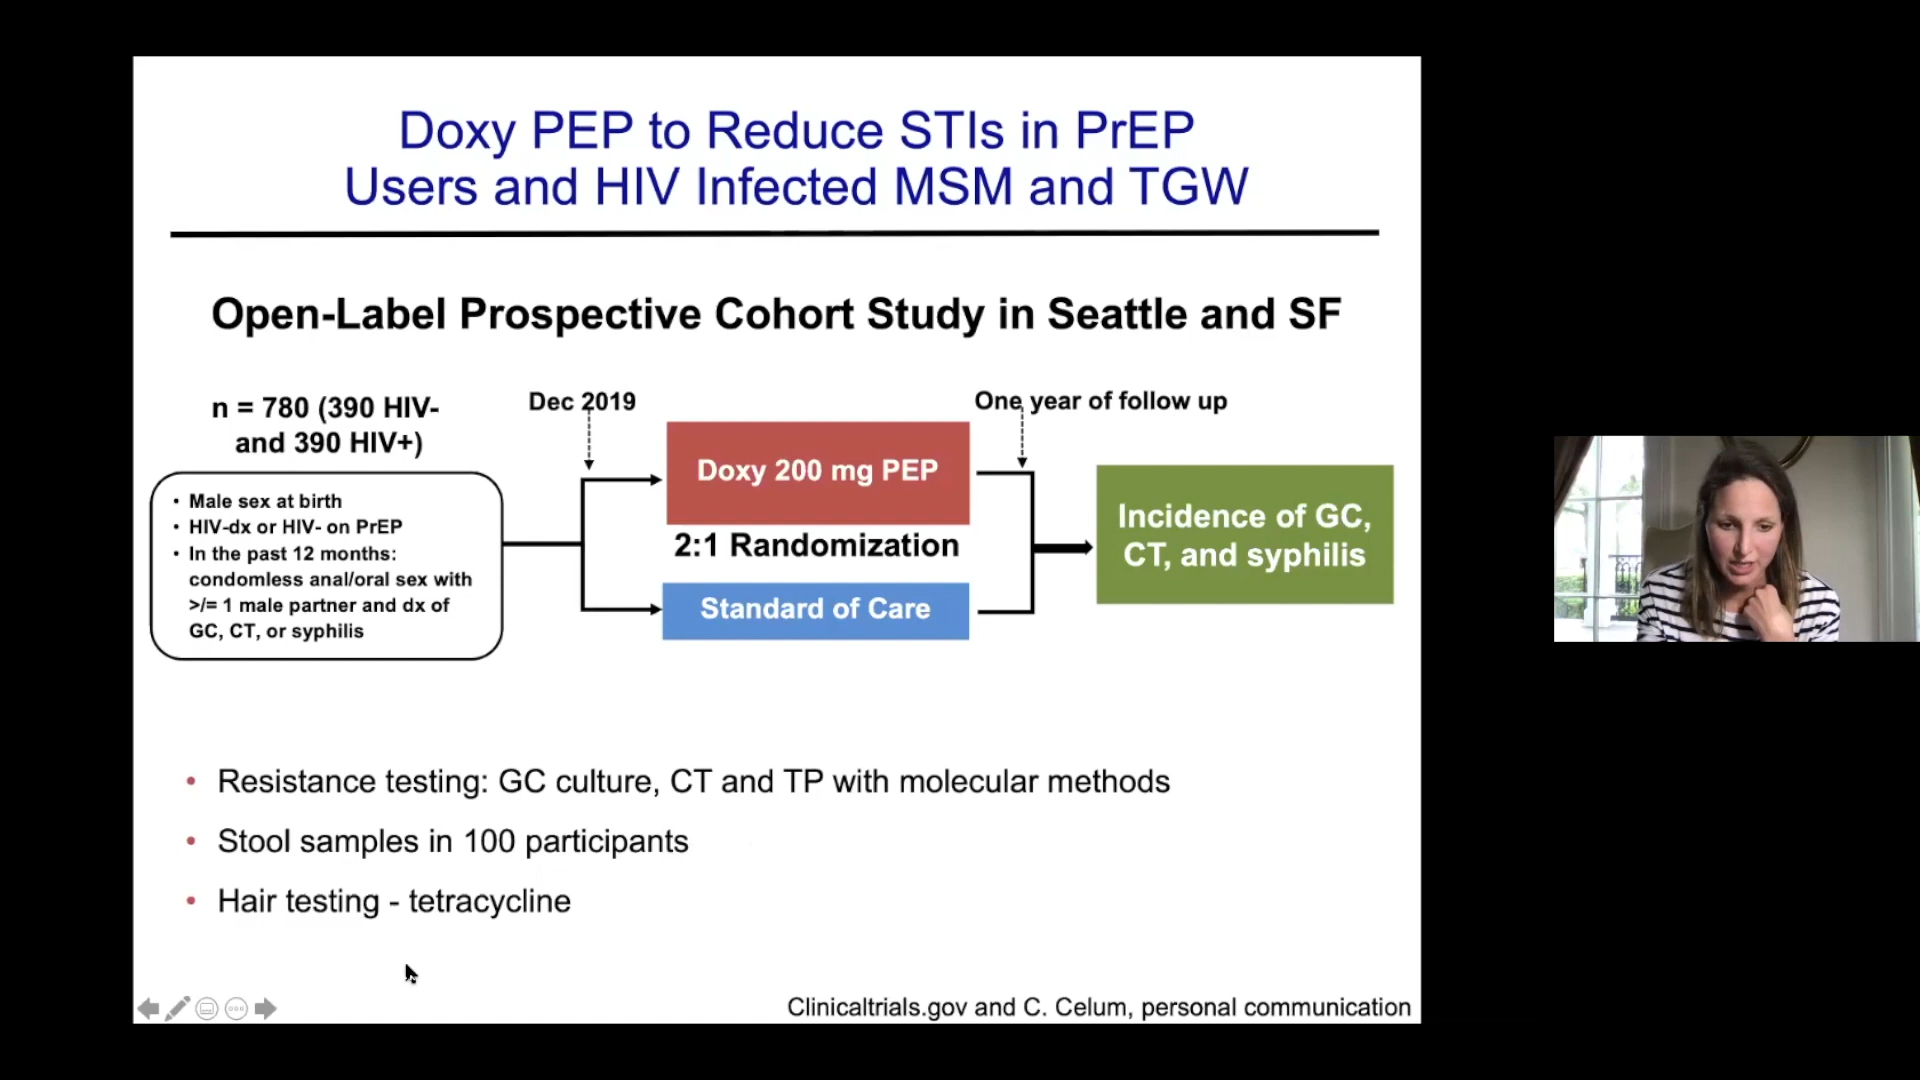 Doxy PEP to Reduce STIs in PrEP
Users and HIV Infected MSM and TGW
Open-Label Prospective Cohort Study in Seattle and SF
n = 780 (390 HIV-
and 390 HIV+)
• Male sex at birth
• HIV-dx or HIV- on PrEP
• In the past 12 months:
condomless anal/oral sex with
>/= 1 male partner and dx of
GC, CT, or syphilis
Dec 2019
Doxy 200 mg PEP
2:1 Randomization
Standard of Care
One year of follow up
Incidence of GC,
CT, and syphilis
• Resistance testing: GC culture, CT and TP with molecular methods
• Stool samples in 100 participants
• Hair testing - tetracycline
Clinicaltrials.gov and C. Celum, personal communication